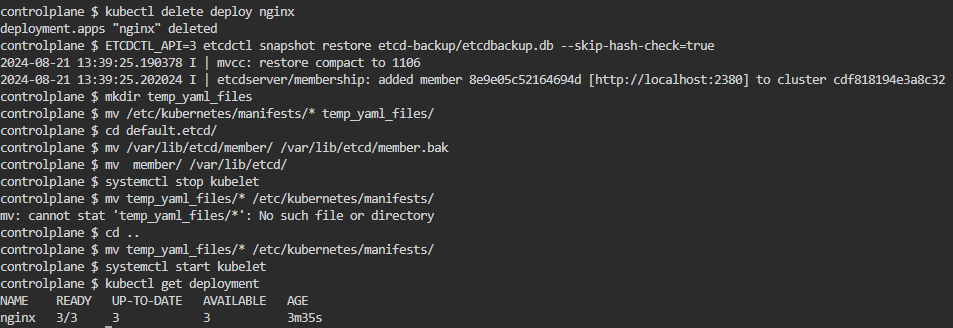 controlplane $ kubectl delete deploy nginx
deployment.apps "nginx" deleted
controlplane $ ETCDCTL_API=3 etcdctl snapshot restore etcd-backup/etcdbackup.db --skip-hash-check=true
2024-08-21 13:39:25.190378 I | mvcc: restore compact to 1106
2024-08-21 13:39:25.202024 I | etcdserver/membership: added member 8e9e05c52164694d [http://localhost:2380] to cluster cdf818194e3a8c32
controlplane $ mkdir temp_yaml_files
controlplane $ mv /etc/kubernetes/manifests/* temp_yaml_files/
controlplane $ cd default.etcd/
controlplane $ mv /var/lib/etcd/member/ /var/lib/etcd/member.bak
controlplane $ mv  member/ /var/lib/etcd/
controlplane $ systemctl stop kubelet
controlplane $ mv temp_yaml_files/* /etc/kubernetes/manifests/
mv: cannot stat 'temp_yaml_files/*': No such file or directory
controlplane $ cd ..
controlplane $ mv temp_yaml_files/* /etc/kubernetes/manifests/
controlplane $ systemctl start kubelet
controlplane $ kubectl get deployment
NAME    READY   UP-TO-DATE   AVAILABLE   AGE
nginx   3/3     3            3           3m35s